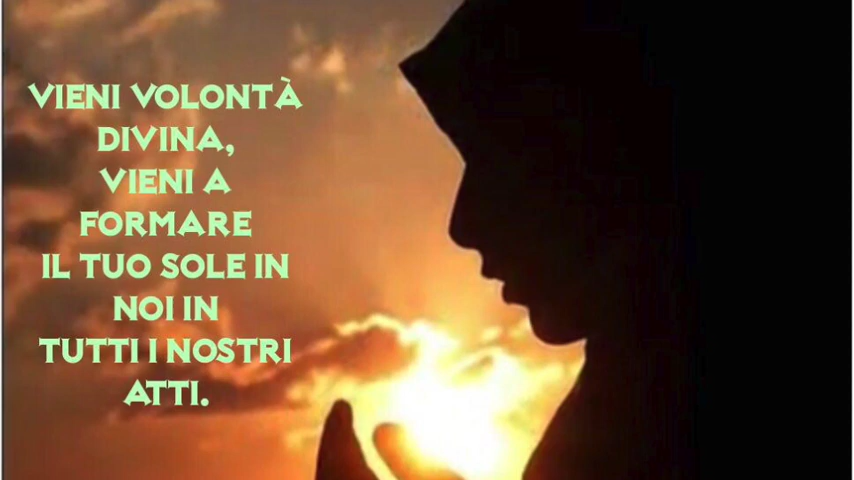 VIENI VOLONTÀ
DIVINA,
VIENI A
FORMARE
IL TUO SOLE IN
NOI IN
TUTTI I NOSTRI
ATTI.